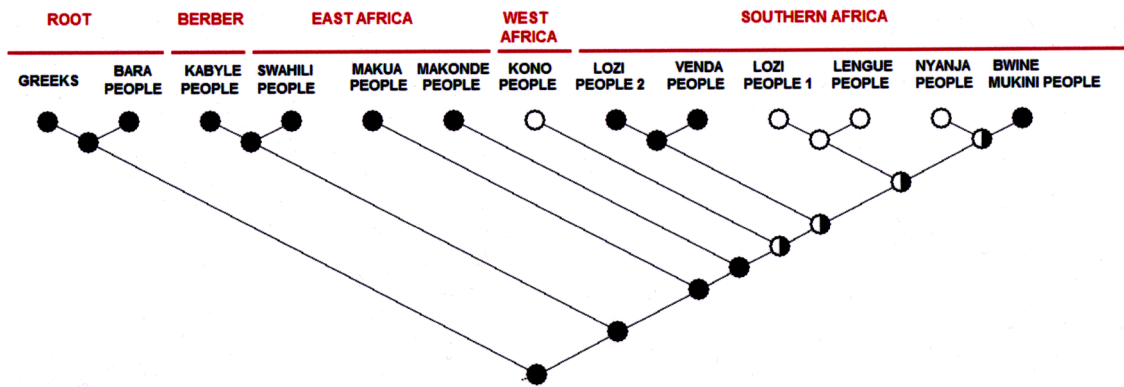 ROOT
BERBER
EAST AFRICA
WEST
AFRICA
SOUTHERN AFRICA
GREEKS
BARA
PEOPLE
KABYLE
PEOPLE
SWAHILI
PEOPLE
MAKUA
PEOPLE
MAKONDE
PEOPLE
KONO
PEOPLE
LOZI
PEOPLE 2
VENDA
PEOPLE
LOZI
PEOPLE 1
LENGUE
PEOPLE
NYANJA
PEOPLE
BWINE
MUKINI PEOPLE